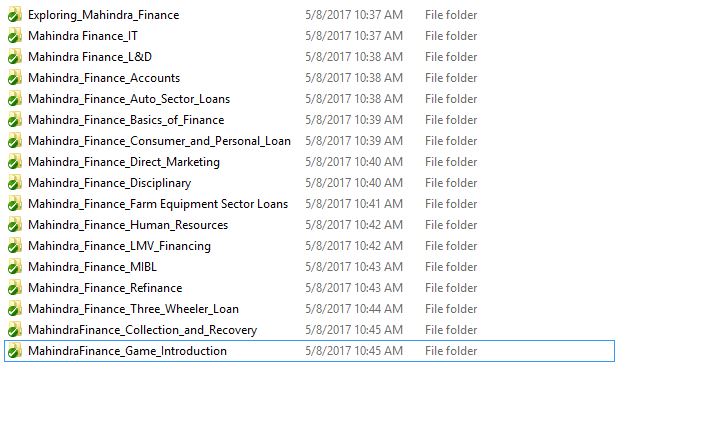 Exploring_Mahindra_Finance 5/8/2017 10:37 AM File folder
Mahindra Finance_IT 5/8/2017 10:37 AM File folder
Mahindra Finance_L&D 5/8/2017 10:38 AM File folder
Mahindra_Finance_Accounts 5/8/2017 10:38 AM File folder
Mahindra_Finance_Auto_Sector_Loans 5/8/2017 10:38 AM File folder
Mahindra_Finance_Basics_of_Finance 5/8/2017 10:39 AM File folder
Mahindra_Finance_Consumer_and_Personal_Loan 5/8/2017 10:39 AM File folder
Mahindra_Finance_Direct_Marketing 5/8/2017 10:40 AM File folder
Mahindra_Finance_Disciplinary 5/8/2017 10:40 AM File folder
Mahindra_Finance_Farm Equipment Sector Loans 5/8/2017 10:41 AM File folder
Mahindra_Finance_Human_Resources 5/8/2017 10:42 AM File folder
Mahindra_Finance_LMV_Financing 5/8/2017 10:42 AM File folder
Mahindra_Finance_MIBL 5/8/2017 10:43 AM File folder
Mahindra_Finance_Refinance 5/8/2017 10:43 AM File folder
Mahindra_Finance_Three_Wheeler_Loan 5/8/2017 10:44 AM File folder
MahindraFinance_Collection_and_Recovery 5/8/2017 10:45 AM File folder
MahindraFinance_Game_Introduction 5/8/2017 10:45 AM File folder